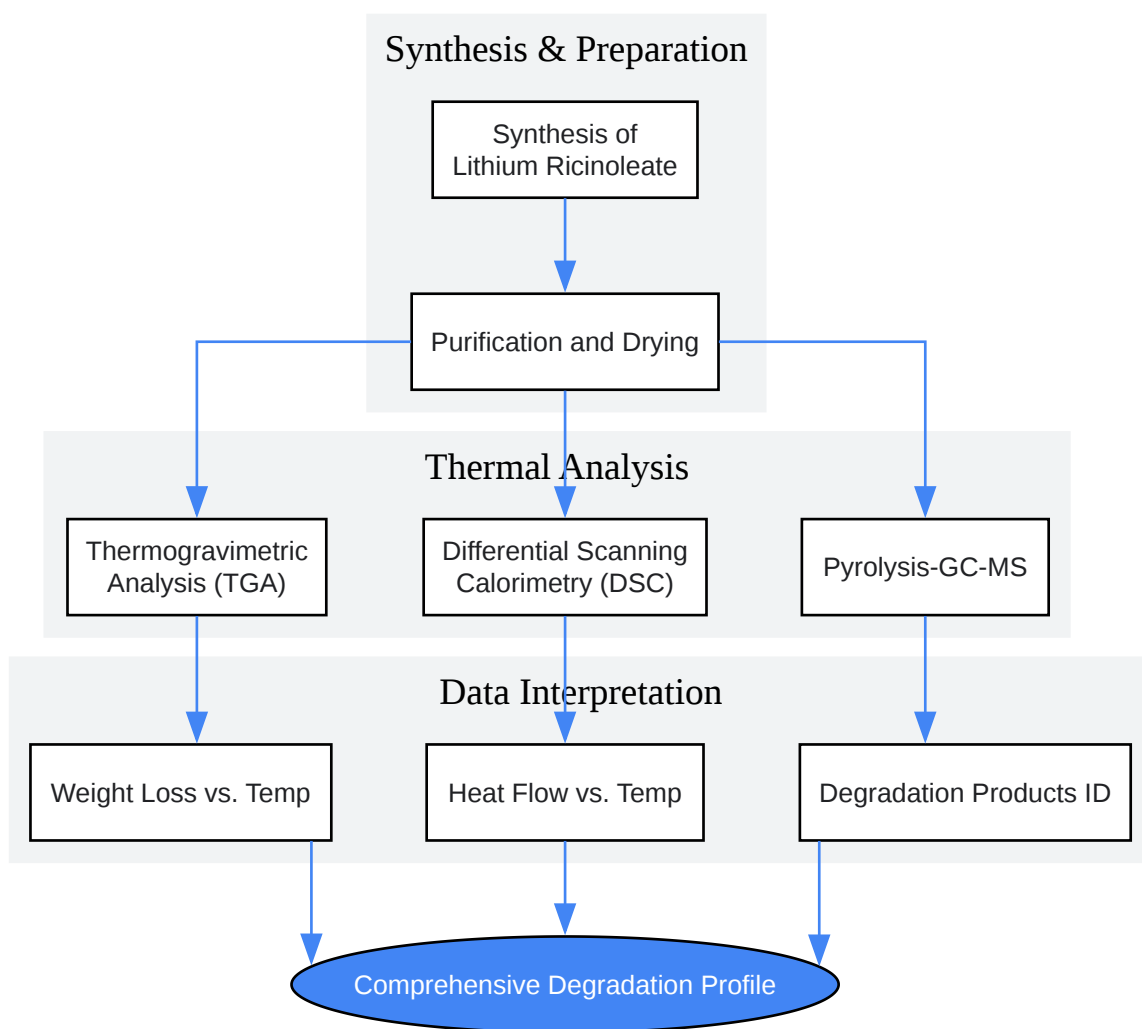 Synthesis & Preparation
Synthesis of
Lithium Ricinoleate
Purification and Drying
Thermal Analysis
Thermogravimetric
Analysis (TGA)
Differential Scanning
Calorimetry (DSC)
Pyrolysis-GC-MS
Data Interpretation
Weight Loss vs. Temp
Heat Flow vs. Temp
Degradation Products ID
Comprehensive Degradation Profile